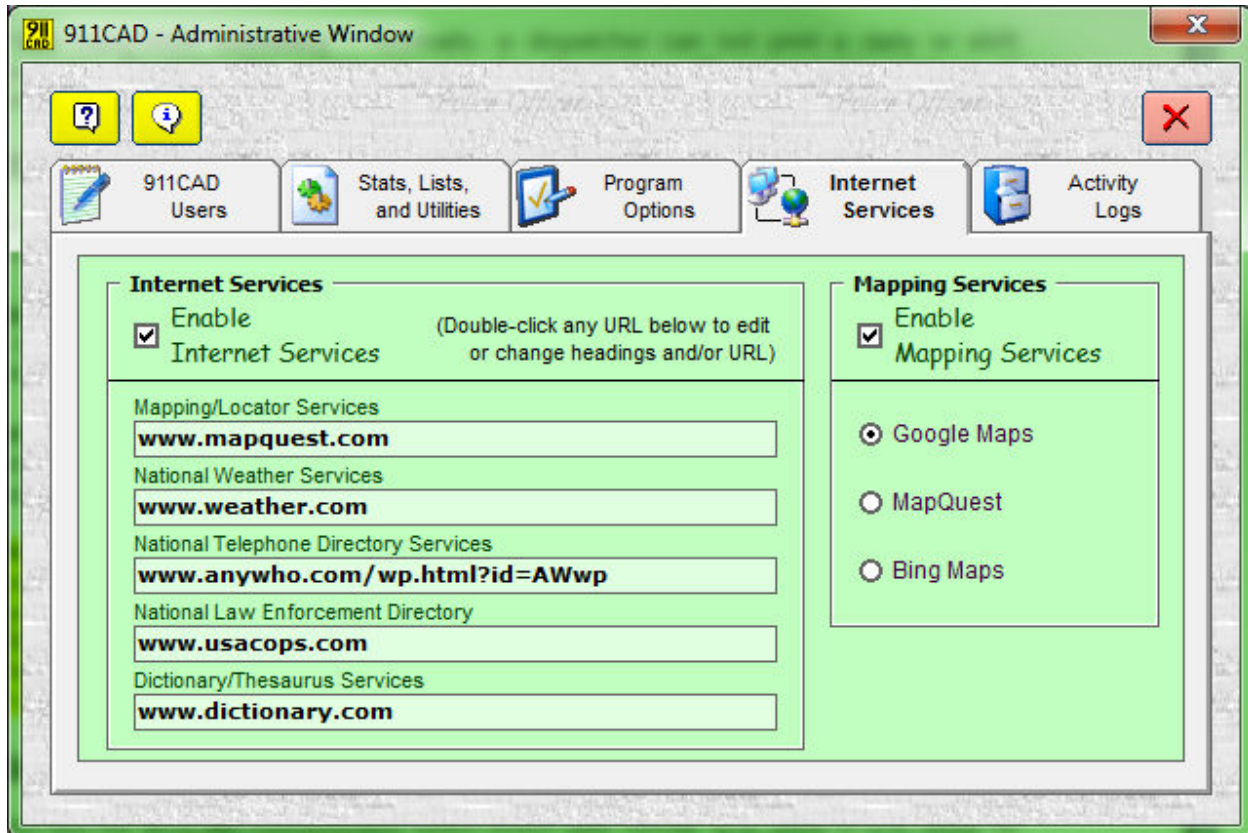 911 CAD
911CAD - Administrative Window
911CAD
Users
Stats, Lists,
and Utilities
Program
Options
Internet
Services
Activity
Logs
Internet Services
Enable
Internet Services
(Double-click any URL below to edit
or change headings and/or URL)
Mapping/Locator Services
www.mapquest.com
National Weather Services
www.weather.com
National Telephone Directory Services
www.anywho.com/wp.html?id=AWwp
National Law Enforcement Directory
www.usacops.com
Dictionary/Thesaurus Services
www.dictionary.com
Mapping Services
Enable
Mapping Services
Google Maps
MapQuest
Bing Maps